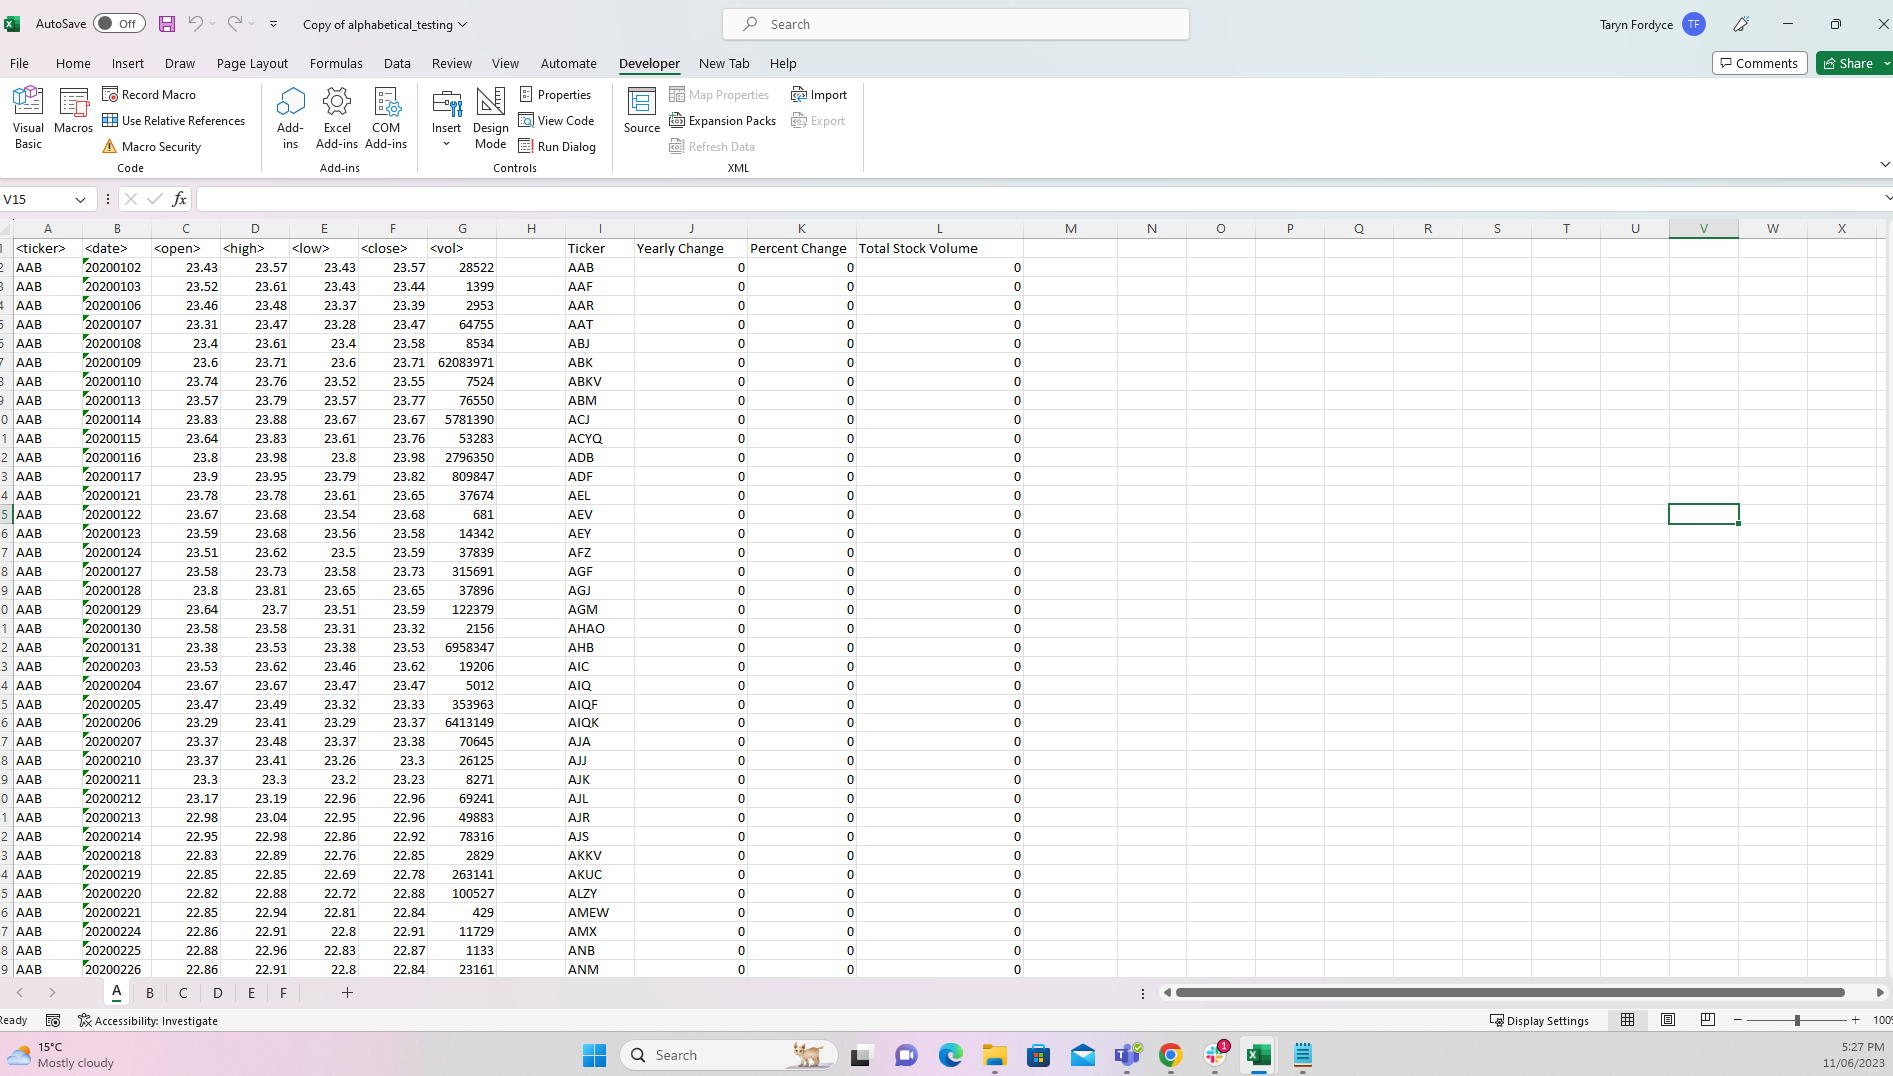 AutoSave Off Copy of alphabetical_testing Search Taryn Fordyce TF
File Home Insert Draw Page Layout Formulas Data Review View Automate Developer New Tab Help Comments Share
Visual Basic Macros Record Macro Use Relative References Macro Security Code
Add-ins Excel Add-ins COM Add-ins Add-ins
Insert Design Mode Properties View Code Run Dialog Controls
Source Map Properties Expansion Packs Refresh Data Import Export XML
V15 fx
A B C D E F G H I J K L M N O P Q R S T U V W X
<ticker> <date> <open> <high> <low> <close> <vol> Ticker Yearly Change Percent Change Total Stock Volume
2 AAB 20200102 23.43 23.57 23.43 23.57 28522 AAB 0 0 0
3 AAB 20200103 23.52 23.61 23.43 23.44 1399 AAF 0 0 0
4 AAB 20200106 23.46 23.48 23.37 23.39 2953 AAR 0 0 0
5 AAB 20200107 23.31 23.47 23.28 23.47 64755 AAT 0 0 0
6 AAB 20200108 23.4 23.61 23.4 23.58 8534 ABJ 0 0 0
7 AAB 20200109 23.6 23.71 23.6 23.71 62083971 ABK 0 0 0
8 AAB 20200110 23.74 23.76 23.52 23.55 7524 ABKV 0 0 0
9 AAB 20200113 23.57 23.79 23.57 23.77 76550 ABM 0 0 0
0 AAB 20200114 23.83 23.88 23.67 23.67 5781390 ACJ 0 0 0
1 AAB 20200115 23.64 23.83 23.61 23.76 53283 ACYQ 0 0 0
2 AAB 20200116 23.8 23.98 23.8 23.98 2796350 ADB 0 0 0
3 AAB 20200117 23.9 23.95 23.79 23.82 809847 ADF 0 0 0
4 AAB 20200121 23.78 23.78 23.61 23.65 37674 AEL 0 0 0
5 AAB 20200122 23.67 23.68 23.54 23.68 681 AEV 0 0 0
6 AAB 20200123 23.59 23.68 23.56 23.58 14342 AEY 0 0 0
7 AAB 20200124 23.51 23.62 23.5 23.59 37839 AFZ 0 0 0
8 AAB 20200127 23.58 23.73 23.58 23.73 315691 AGF 0 0 0
9 AAB 20200128 23.8 23.81 23.65 23.65 37896 AGJ 0 0 0
0 AAB 20200129 23.64 23.7 23.51 23.59 122379 AGM 0 0 0
1 AAB 20200130 23.58 23.58 23.31 23.32 2156 AHAO 0 0 0
2 AAB 20200131 23.38 23.53 23.38 23.53 6958347 AHB 0 0 0
3 AAB 20200203 23.53 23.62 23.46 23.62 19206 AIC 0 0 0
4 AAB 20200204 23.67 23.67 23.47 23.47 5012 AIQ 0 0 0
5 AAB 20200205 23.47 23.49 23.32 23.33 353963 AIQF 0 0 0
6 AAB 20200206 23.29 23.41 23.29 23.37 6413149 AIQK 0 0 0
7 AAB 20200207 23.37 23.48 23.37 23.38 70645 AJA 0 0 0
8 AAB 20200210 23.37 23.41 23.26 23.3 26125 AJJ 0 0 0
9 AAB 20200211 23.3 23.3 23.2 23.23 8271 AJK 0 0 0
0 AAB 20200212 23.17 23.19 22.96 22.96 69241 AJL 0 0 0
1 AAB 20200213 22.98 23.04 22.95 22.96 49883 AJR 0 0 0
2 AAB 20200214 22.95 22.98 22.86 22.92 78316 AJS 0 0 0
3 AAB 20200218 22.83 22.89 22.76 22.85 2829 AKKV 0 0 0
4 AAB 20200219 22.85 22.85 22.69 22.78 263141 AKUC 0 0 0
5 AAB 20200220 22.82 22.88 22.72 22.88 100527 ALZY 0 0 0
6 AAB 20200221 22.85 22.94 22.81 22.84 429 AMEW 0 0 0
7 AAB 20200224 22.86 22.91 22.8 22.91 11729 AMX 0 0 0
8 AAB 20200225 22.88 22.96 22.83 22.87 1133 ANB 0 0 0
9 AAB 20200226 22.86 22.91 22.8 22.84 23161 ANM 0 0 0
A B C D E F
Ready Accessibility: Investigate Display Settings 100%
15°C
Mostly cloudy
Search
1
5:27 PM
11/06/2023